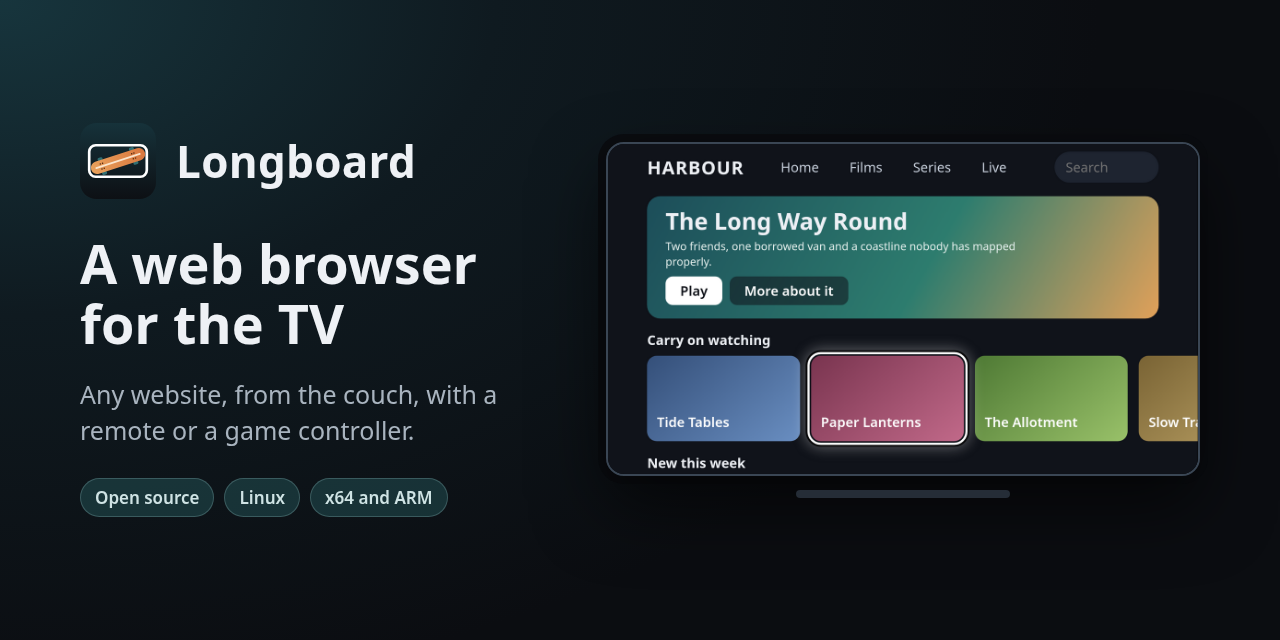 Longboard
A web browser
for the TV
Any website, from the couch, with a
remote or a game controller.
Open source
Linux
x64 and ARM
HARBOUR
Home
Films
Series
Live
Search
The Long Way Round
Two friends, one borrowed van and a coastline nobody has mapped
properly.
Play
More about it
Carry on watching
Tide Tables
Paper Lanterns
The Allotment
Slow
New this week